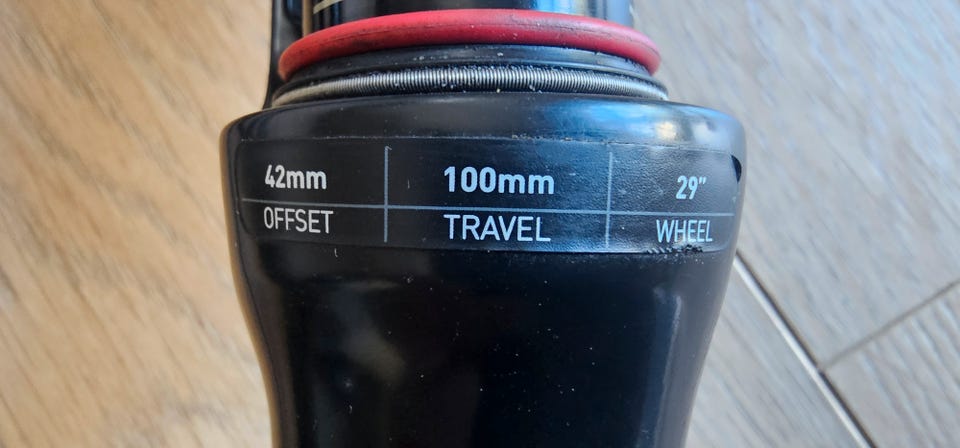 42mm 100mm 29"
OFFSET TRAVEL WHEEL